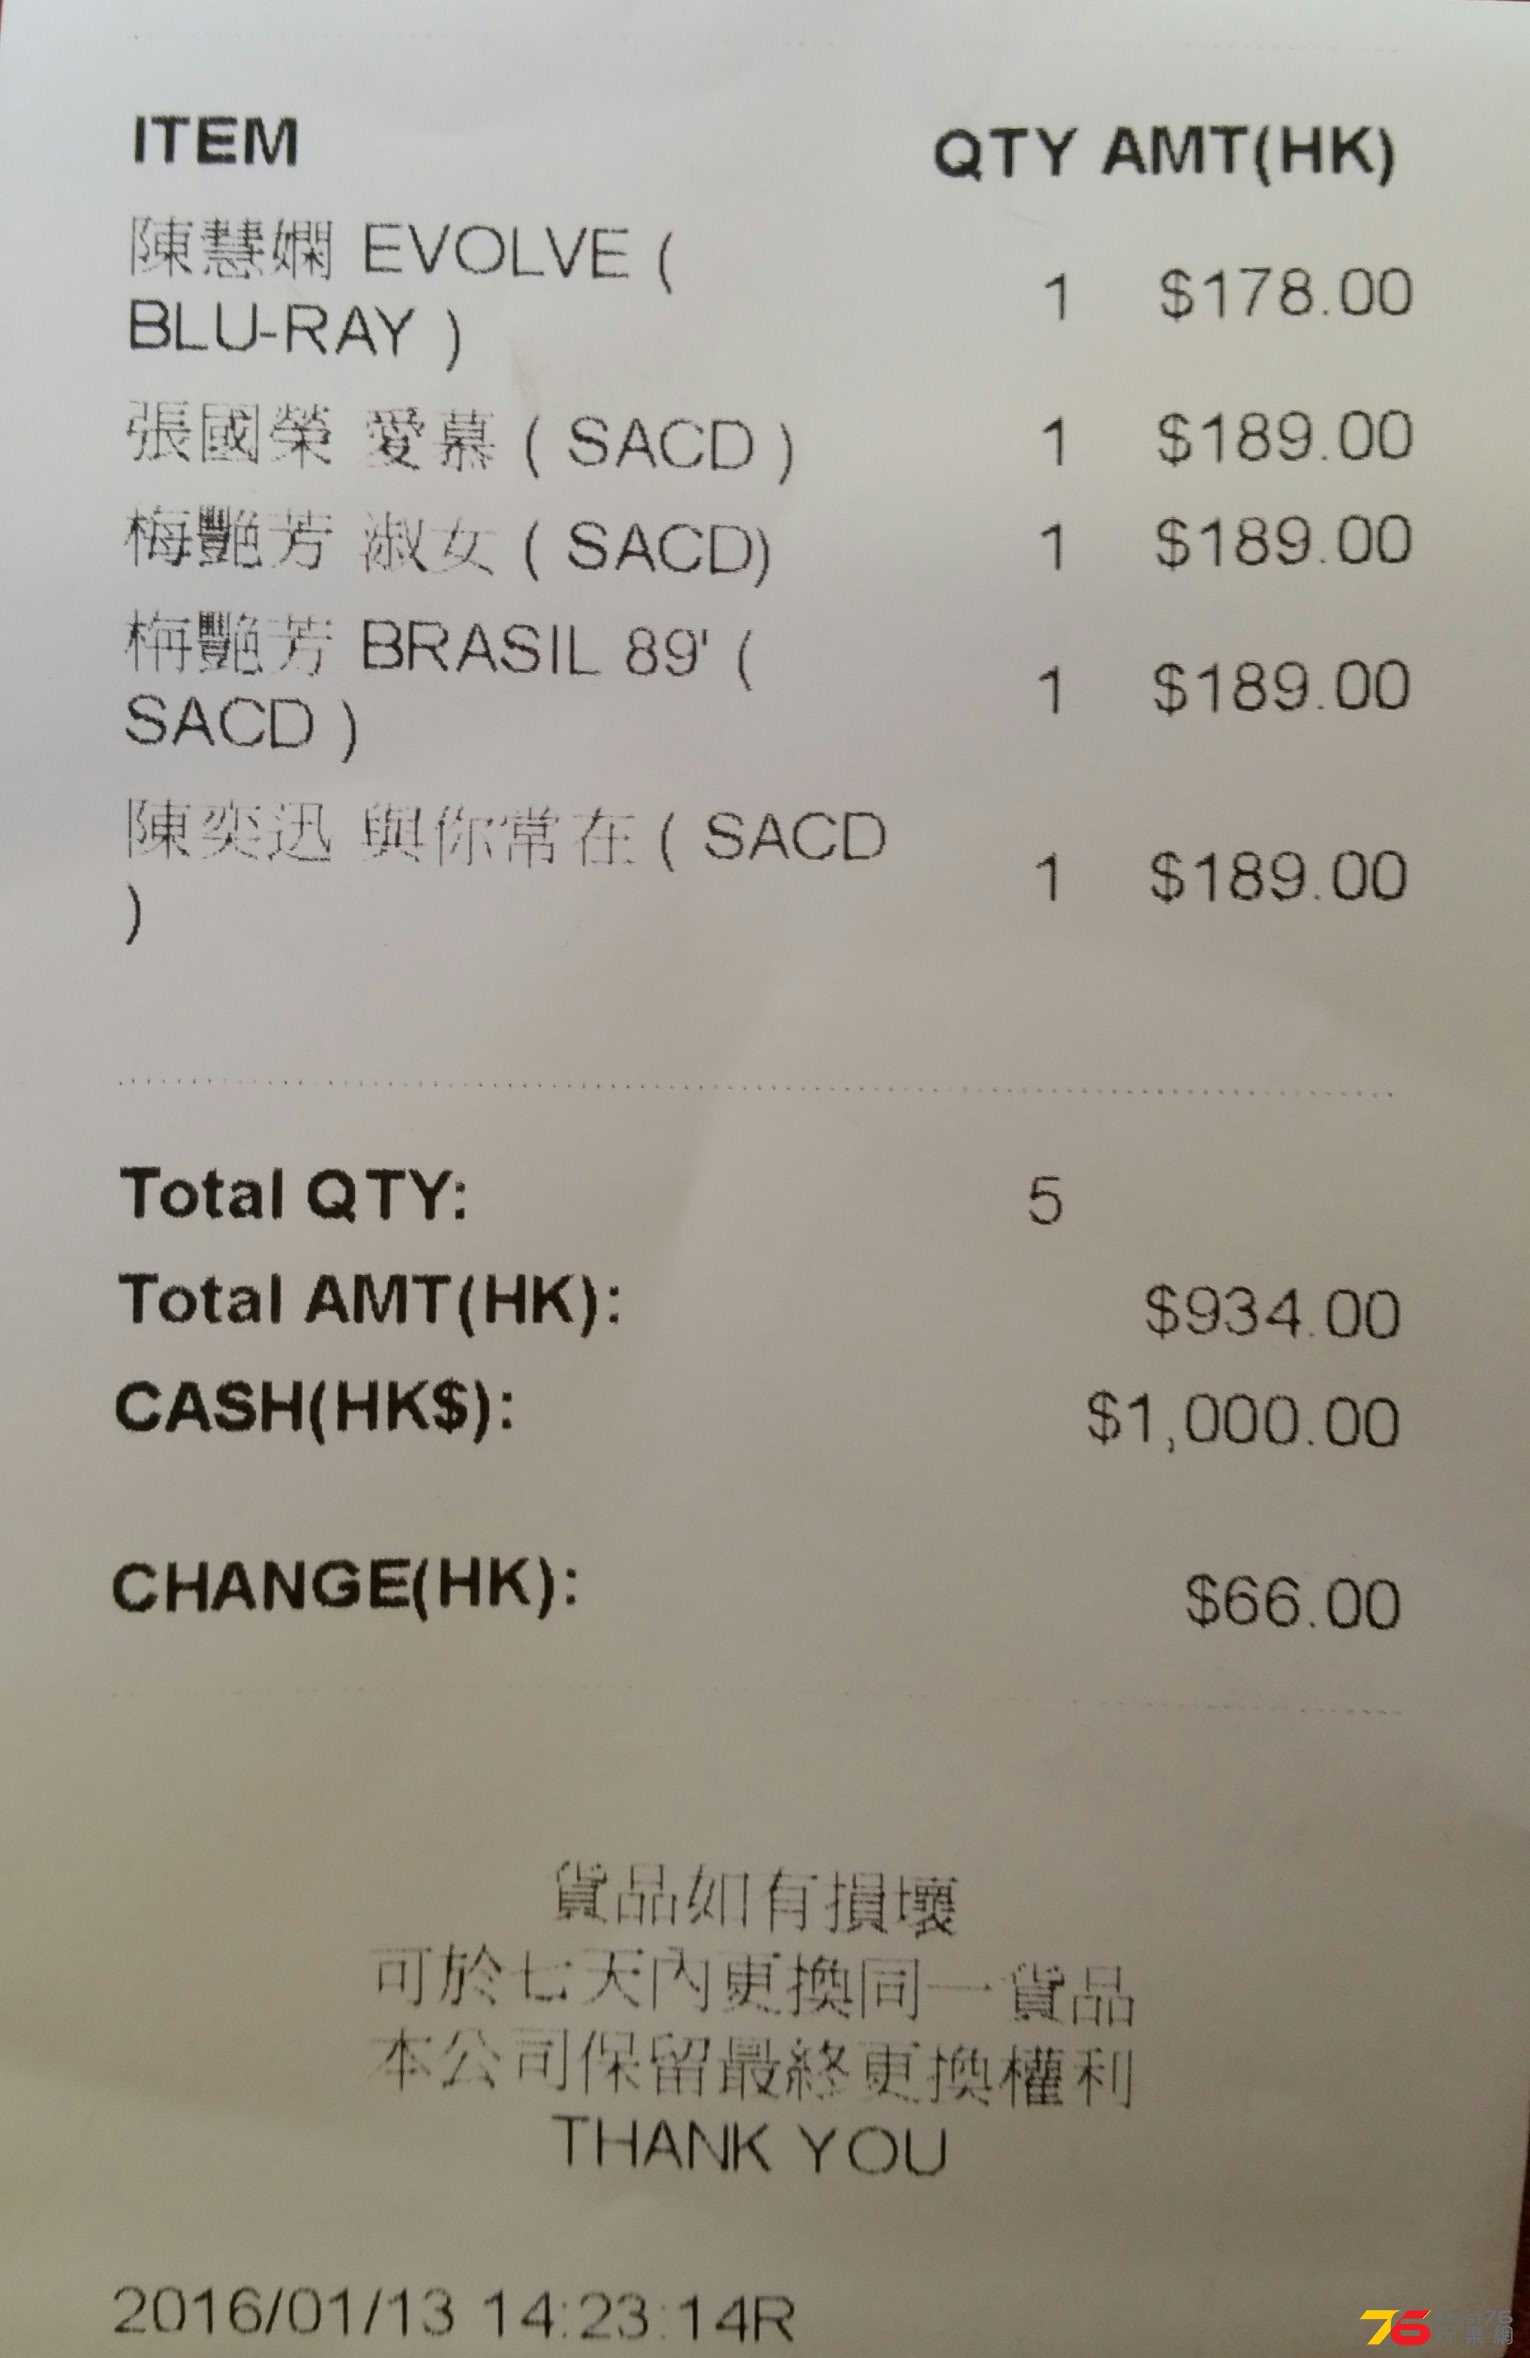 ITEM QTY AMT(HK)
陳慧嫻 EVOLVE (
BLU-RAY ) 1 $178.00
張國榮 愛慕 ( SACD ) 1 $189.00
梅艷芳 淑女 ( SACD) 1 $189.00
梅艷芳 BRASIL 89' (
SACD ) 1 $189.00
陳奕迅 與你常在 ( SACD
) 1 $189.00
Total QTY: 5
Total AMT(HK): $934.00
CASH(HK$): $1,000.00
CHANGE(HK): $66.00
貨品如有損壞
可於七天內更換同一貨品
本公司保留最終更換權利
THANK YOU
2016/01/13 14:23:14R
76 Post76
玩樂網